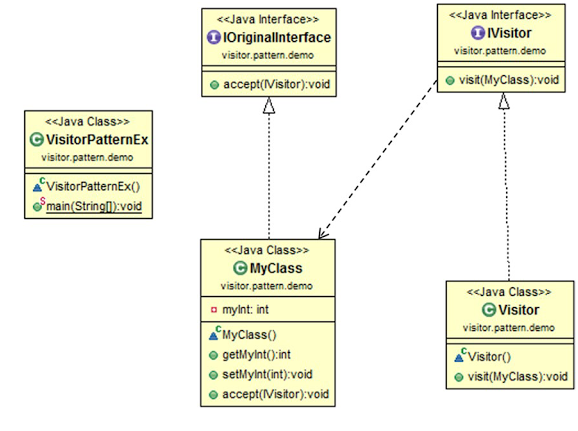 <<Java Interface>>
IOriginalInterface
visitor.pattern.demo
accept(IVisitor):void
<<Java Interface>>
IVisitor
visitor.pattern.demo
visit(MyClass):void
<<Java Class>>
VisitorPatternEx
visitor.pattern.demo
VisitorPatternEx()
main(String[]):void
<<Java Class>>
MyClass
visitor.pattern.demo
myInt: int
MyClass()
getMyInt():int
setMyInt(int):void
accept(IVisitor):void
<<Java Class>>
Visitor
visitor.pattern.demo
Visitor()
visit(MyClass):void